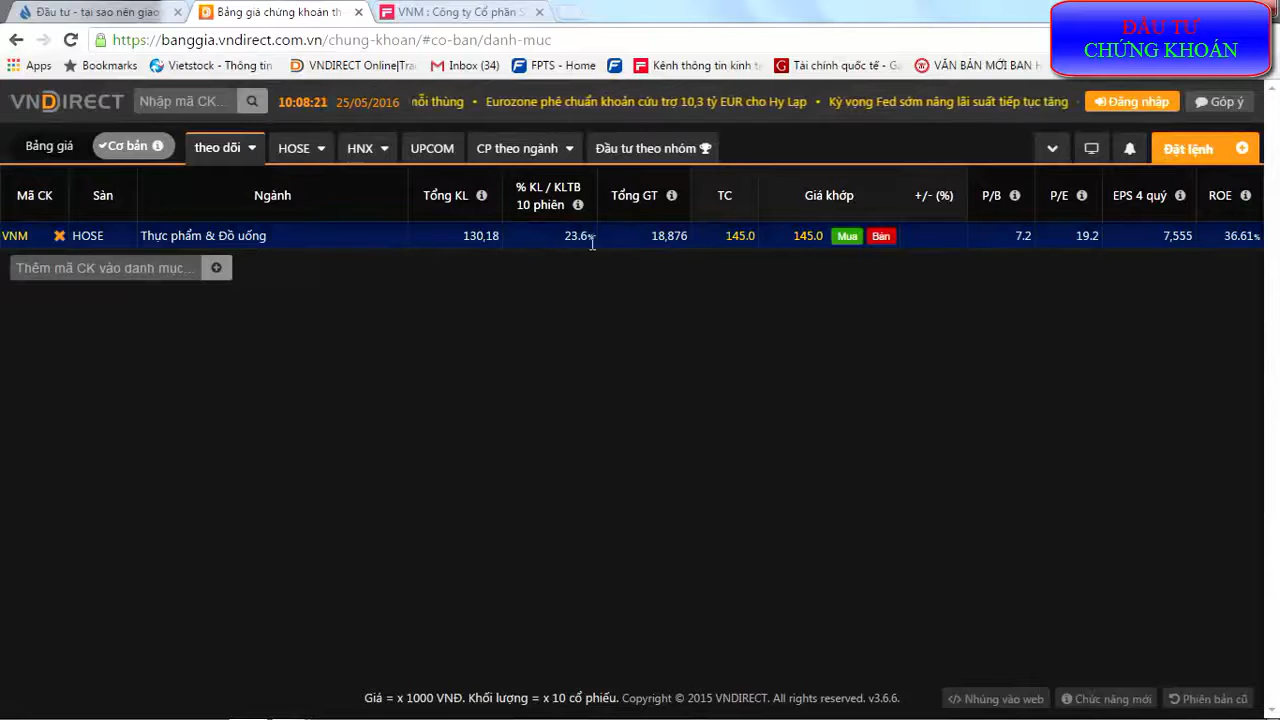 Đầu tư - tại sao nên giao
Bảng giá chứng khoán th
VNM : Công ty Cổ phần S
ĐẦU TƯ
CHỨNG KHOÁN
https://banggia.vndirect.com.vn/chung-khoan/#co-ban/danh-muc
Apps
Bookmarks
Vietstock - Thông tin
VNDIRECT Online|Tra
Inbox (34)
FPTS - Home
Kênh thông tin kinh t
Tài chính quốc tế - G
VĂN BẢN MỚI BAN H
VNDIRECT
Nhập mã CK...
10:08:21
25/05/2016
mỗi thùng • Eurozone phê chuẩn khoản cứu trợ 10,3 tỷ EUR cho Hy Lạp • Kỳ vọng Fed sớm nâng lãi suất tiếp tục tăng
Đăng nhập
Góp ý
Bảng giá
Cơ bản
theo dõi
HOSE
HNX
UPCOM
CP theo ngành
Đầu tư theo nhóm
Đặt lệnh
Mã CK
Sàn
Ngành
Tổng KL
% KL / KLTB
10 phiên
Tổng GT
TC
Giá khớp
+/- (%)
P/B
P/E
EPS 4 quý
ROE
VNM
HOSE
Thực phẩm & Đồ uống
130,18
23.6%
18,876
145.0
145.0
Mua
Bán
7.2
19.2
7,555
36.61%
Thêm mã CK vào danh mục...
Giá = x 1000 VNĐ. Khối lượng = x 10 cổ phiếu. Copyright © 2015 VNDIRECT. All rights reserved. v3.6.6.
</> Nhúng vào web
Chức năng mới
Phiên bản cũ